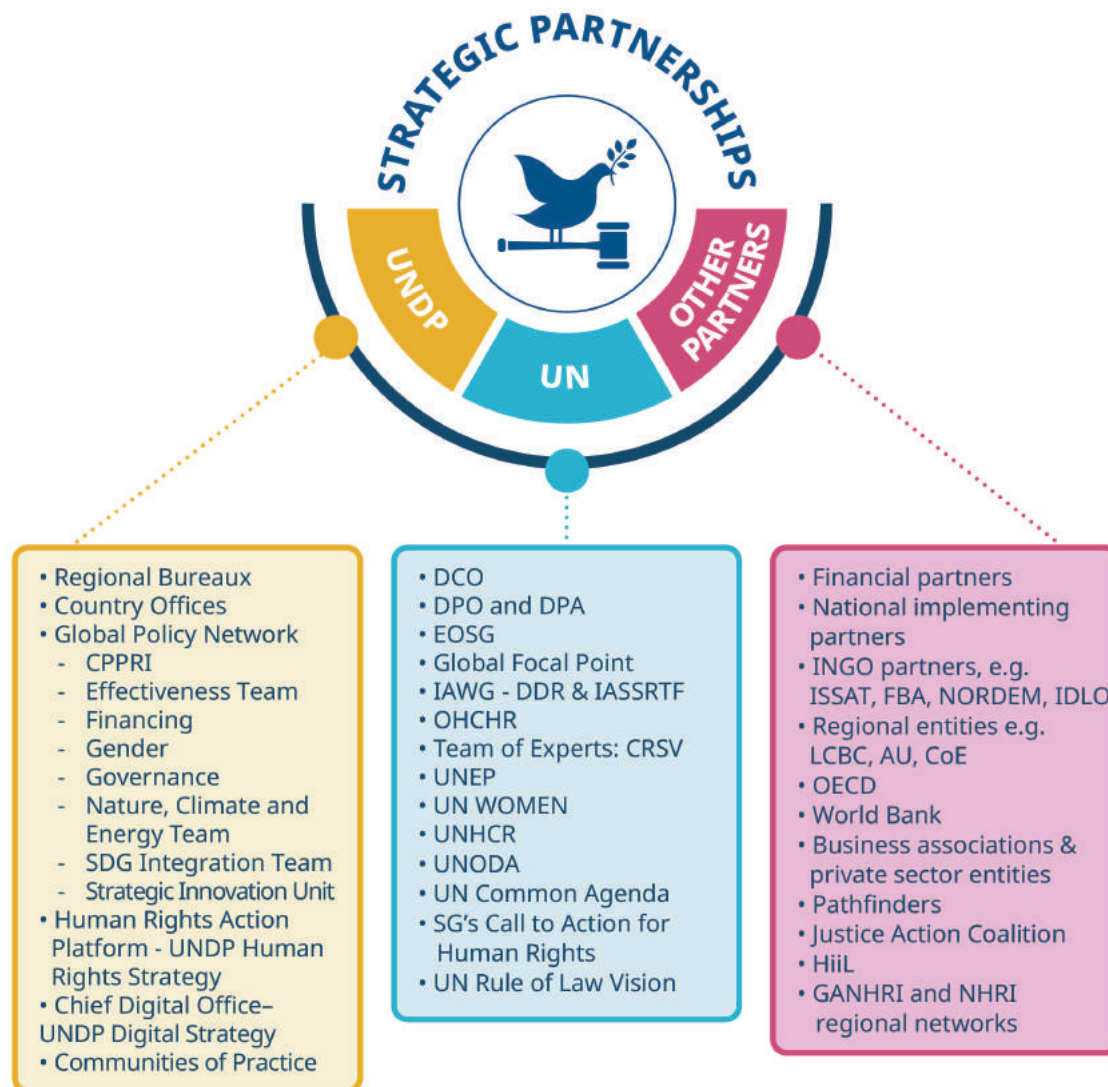 STRATEGIC PARTNERSHIPS
UNDP
UN
OTHER
PARTNERS
• Regional Bureaux
• Country Offices
• Global Policy Network
- CPPRI
- Effectiveness Team
- Financing
- Gender
- Governance
- Nature, Climate and
Energy Team
- SDG Integration Team
- Strategic Innovation Unit
• Human Rights Action
Platform - UNDP Human
Rights Strategy
• Chief Digital Office–
UNDP Digital Strategy
• Communities of Practice
• DCO
• DPO and DPA
• EOSG
• Global Focal Point
• IAWG - DDR & IASSRTF
• OHCHR
• Team of Experts: CRSV
• UNEP
• UN WOMEN
• UNHCR
• UNODA
• UN Common Agenda
• SG’s Call to Action for
Human Rights
• UN Rule of Law Vision
• Financial partners
• National implementing
partners
• INGO partners, e.g.
ISSAT, FBA, NORDEM, IDLO
• Regional entities e.g.
LCBC, AU, CoE
• OECD
• World Bank
• Business associations &
private sector entities
• Pathfinders
• Justice Action Coalition
• HiiL
• GANHRI and NHRI
regional networks